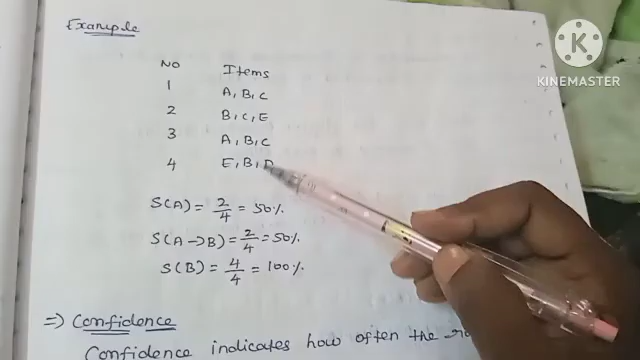 Example
KINEMASTER
NO Items
1 A, B, C
2 B, C, E
3 A, B, C
4 E, B,
S(A) = 2/4 = 50%
S(A→B) = 2/4 = 50%
S(B) = 4/4 = 100%
⇒) Confidence
Confidence indicates how often the